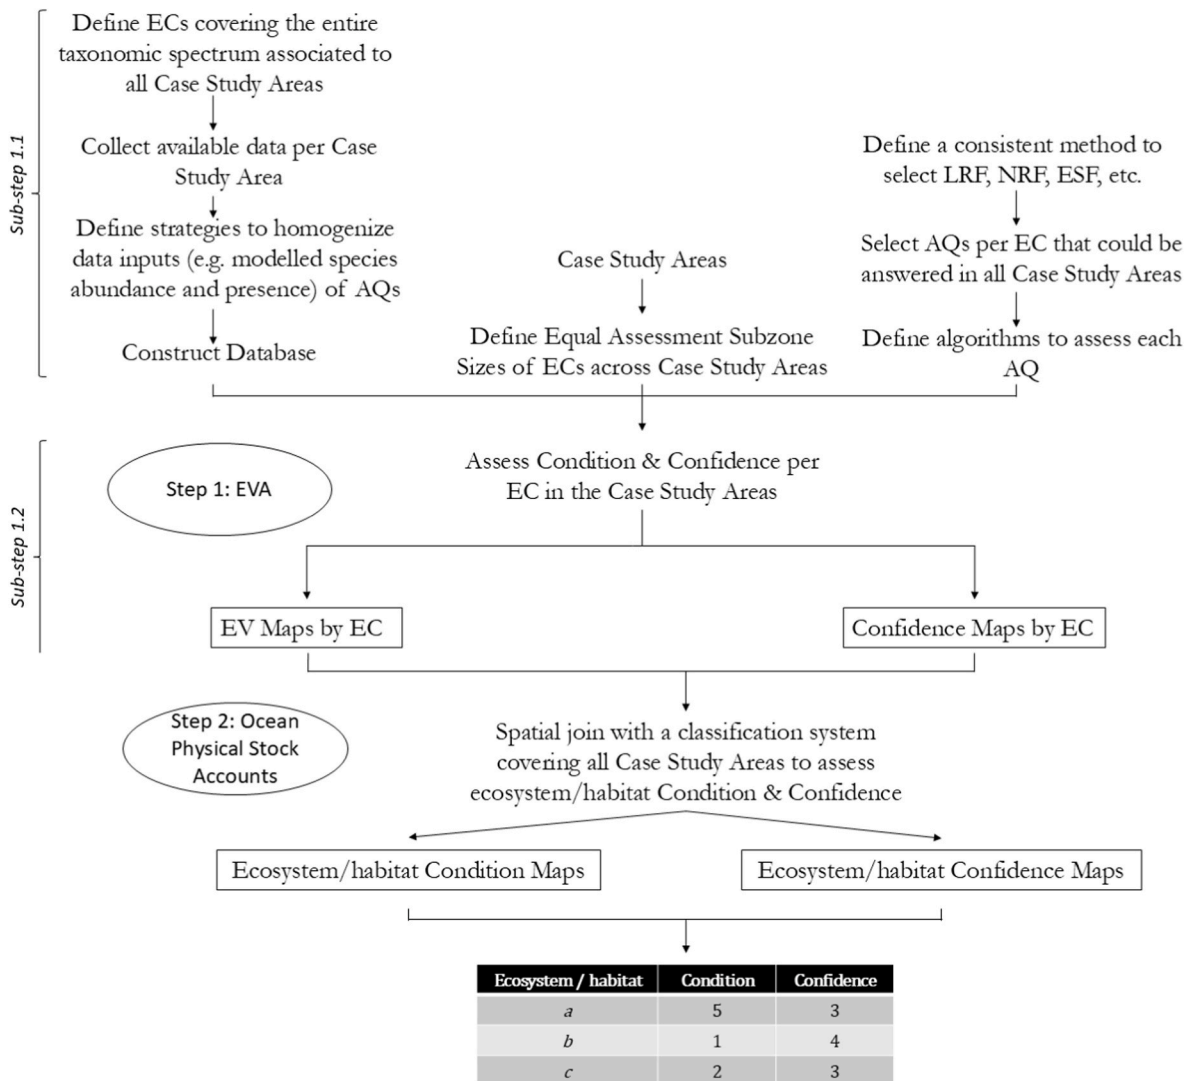 Sub-step 1.1
Define ECs covering the entire
taxonomic spectrum associated to
all Case Study Areas
Collect available data per Case
Study Area
Define strategies to homogenize
data inputs (e.g. modelled species
abundance and presence) of AQs
Construct Database
Case Study Areas
Define Equal Assessment Subzone
Sizes of ECs across Case Study Areas
Define a consistent method to
select LRF, NRF, ESF, etc.
Select AQs per EC that could be
answered in all Case Study Areas
Define algorithms to assess each
AQ
Sub-step 1.2
Step 1: EVA
Assess Condition & Confidence per
EC in the Case Study Areas
EV Maps by EC
Confidence Maps by EC
Step 2: Ocean
Physical Stock
Accounts
Spatial join with a classification system
covering all Case Study Areas to assess
ecosystem/habitat Condition & Confidence
Ecosystem/habitat Condition Maps
Ecosystem/habitat Confidence Maps
Ecosystem / habitat Condition Confidence
a 5 3
b 1 4
c 2 3